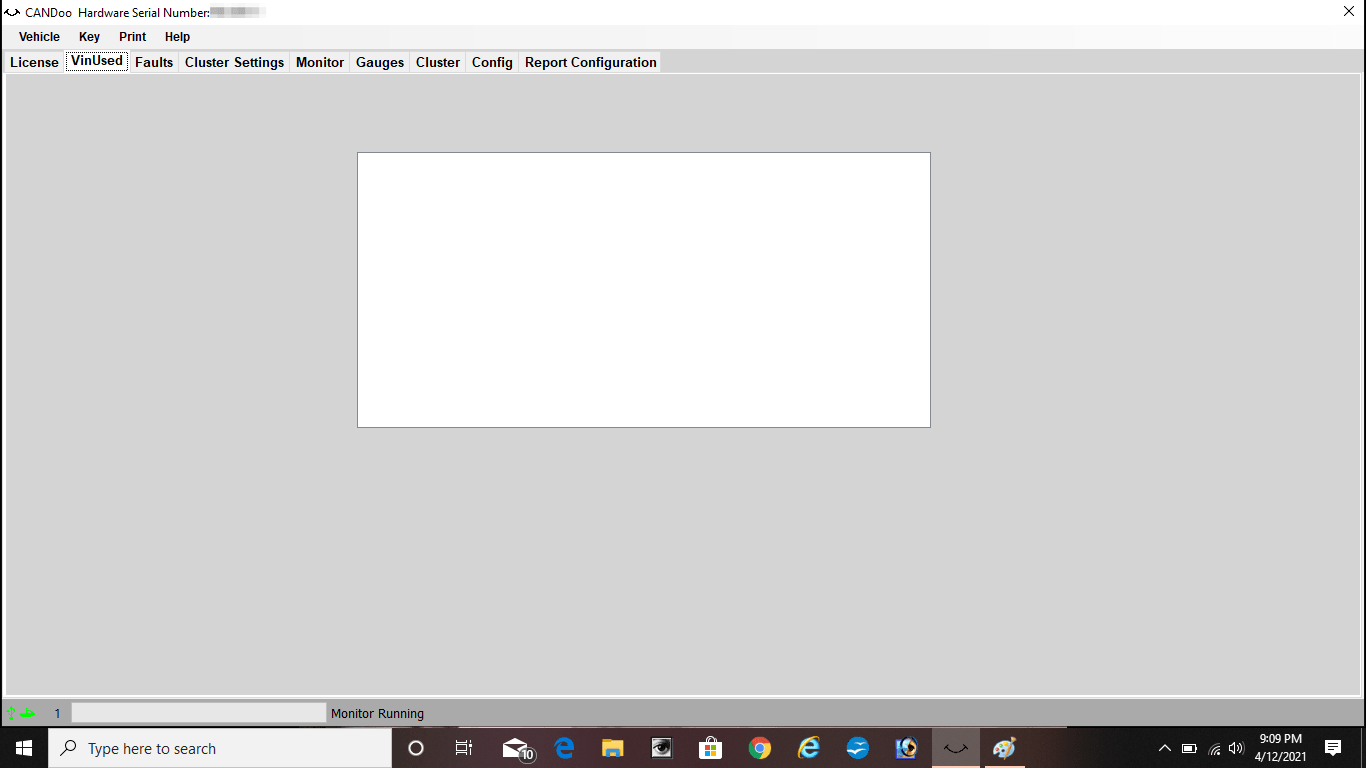 CANDoo Hardware Serial Number:
Vehicle Key Print Help
License VinUsed Faults Cluster Settings Monitor Gauges Cluster Config Report Configuration
1 Monitor Running
Type here to search
10
9:09 PM
4/12/2021